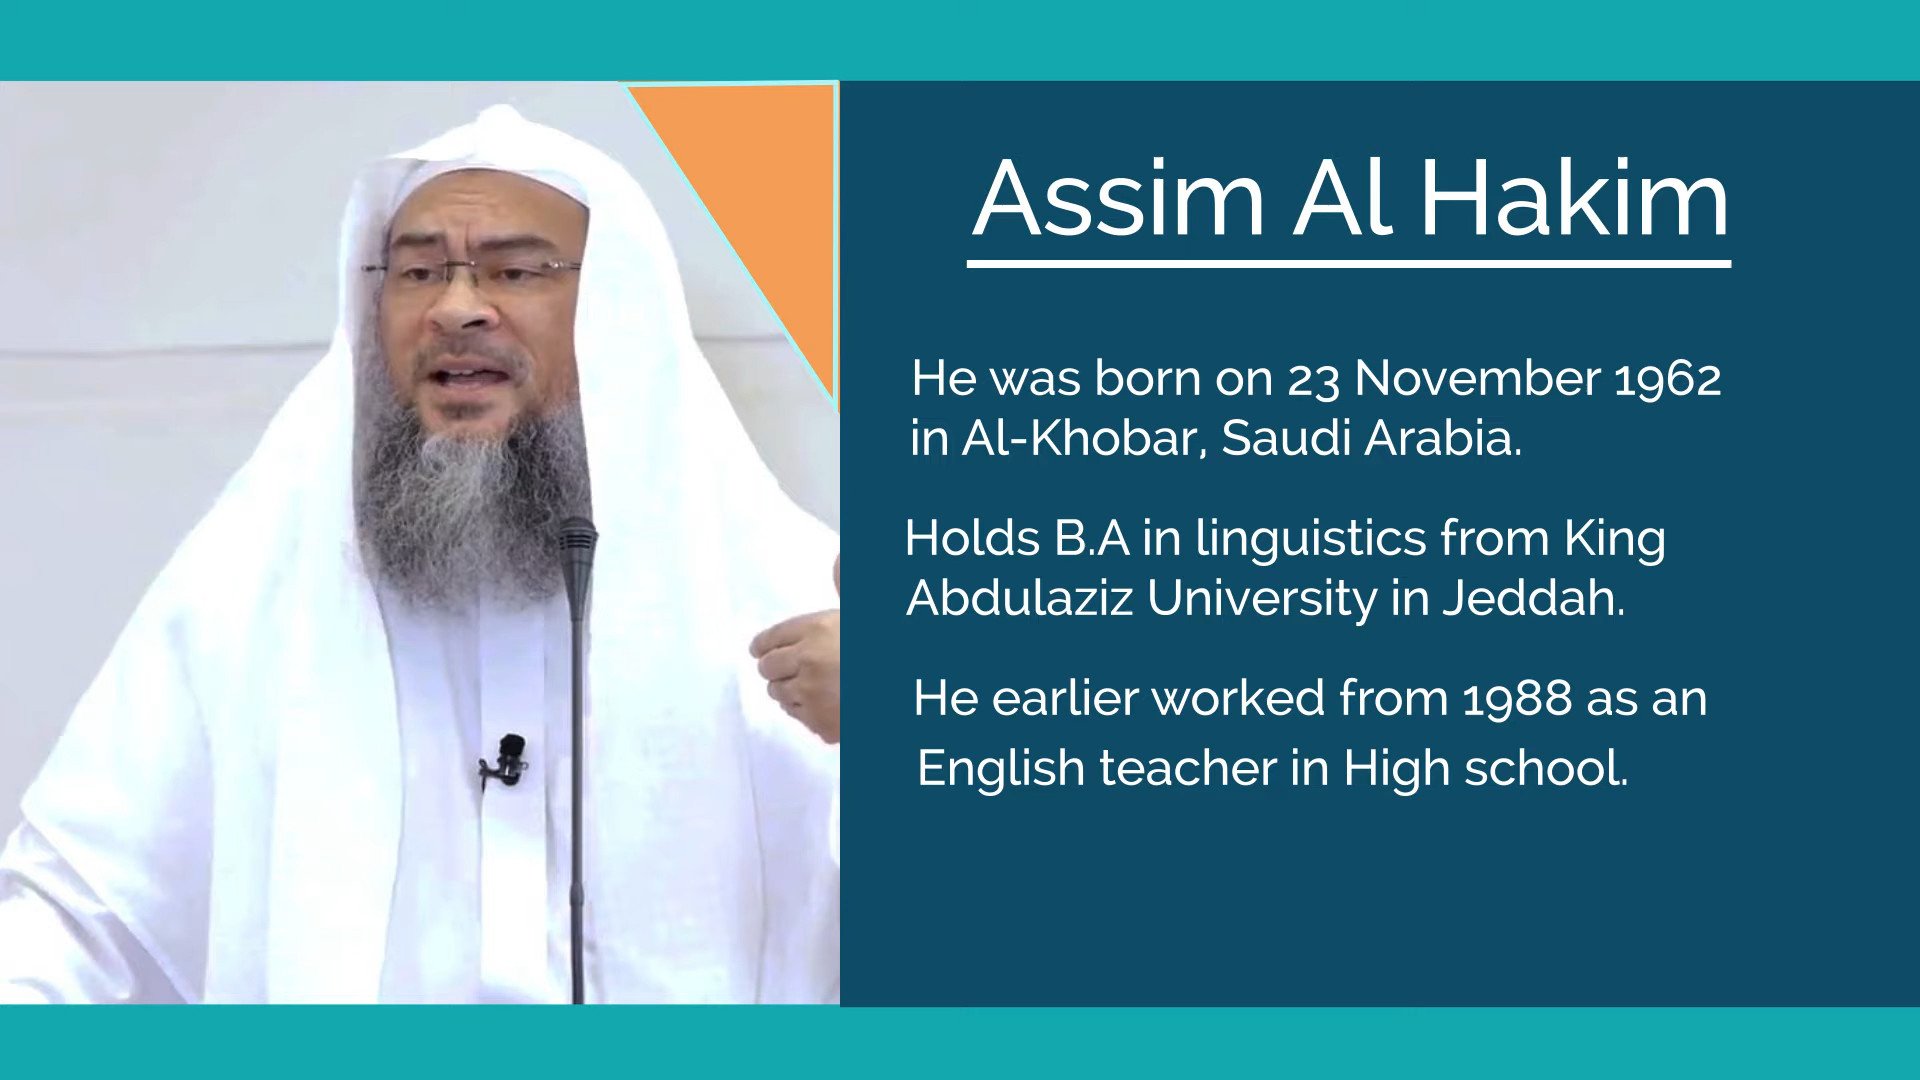 Assim Al Hakim
He was born on 23 November 1962
in Al-Khobar, Saudi Arabia.
Holds B.A in linguistics from King
Abdulaziz University in Jeddah.
He earlier worked from 1988 as an
English teacher in High school.